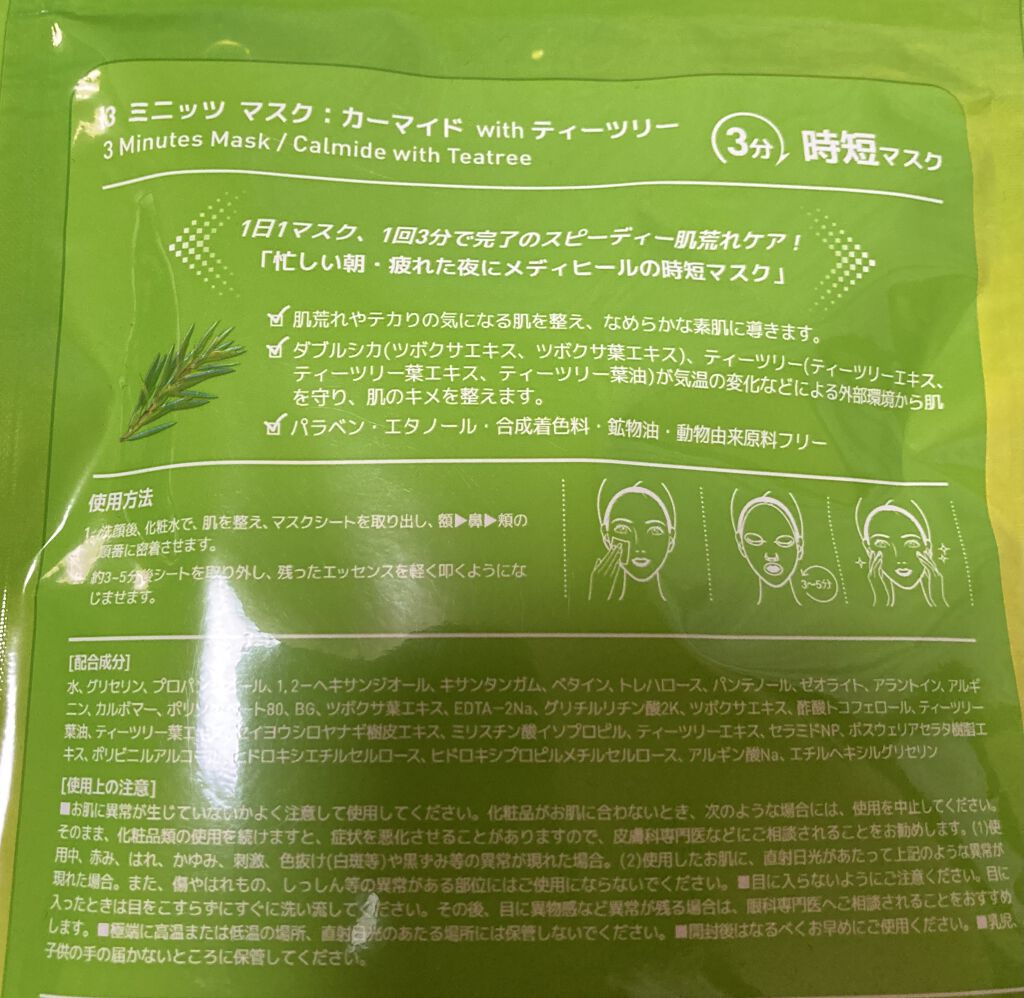 3 ミニッツ マスク：カーマイド with ティーツリー
3 Minutes Mask / Calmide with Teatree
3分 時短マスク
1日1マスク、1回3分で完了のスピーディー肌荒れケア！
「忙しい朝・疲れた夜にメディヒールの時短マスク」
肌荒れやテカリの気になる肌を整え、なめらかな素肌に導きます。
ダブルシカ(ツボクサエキス、ツボクサ葉エキス)、ティーツリー(ティーツリーエキス、
ティーツリー葉エキス、ティーツリー葉油)が気温の変化などによる外部環境から肌
を守り、肌のキメを整えます。
パラベン・エタノール・合成着色料・鉱物油・動物由来原料フリー
使用方法
1. 洗顔後、化粧水で、肌を整え、マスクシートを取り出し、額▶鼻▶頬の
順番に密着させます。
約3~5分後シートを取り外し、残ったエッセンスを軽く叩くようにな
じませます。
3~5分
[配合成分]
水、グリセリン、プロパンジオール、1,2-ヘキサンジオール、キサンタンガム、ベタイン、トレハロース、パンテノール、ゼオライト、アラントイン、アルギ
ニン、カルボマー、ポリソルベート80、BG、ツボクサ葉エキス、EDTA-2Na、グリチルリチン酸2K、ツボクサエキス、酢酸トコフェロール、ティーツリー
葉油、ティーツリー葉エキス、セイヨウシロヤナギ樹皮エキス、ミリスチン酸イソプロピル、ティーツリーエキス、セラミドNP、ボスウェリアセラタ樹脂エ
キス、ポリビニルアルコール、ヒドロキシエチルセルロース、ヒドロキシプロピルメチルセルロース、アルギン酸Na、エチルヘキシルグリセリン
[使用上の注意]
■お肌に異常が生じていないかよく注意して使用してください。化粧品がお肌に合わないとき、次のような場合には、使用を中止してください。
そのまま、化粧品類の使用を続けますと、症状を悪化させることがありますので、皮膚科専門医などにご相談されることをお勧めします。(1)使
用中、赤み、はれ、かゆみ、刺激、色抜け(白斑等)や黒ずみ等の異常が現れた場合。(2)使用したお肌に、直射日光があたって上記のような異常が
現れた場合。また、傷やはれもの、しっしん等の異常がある部位にはご使用にならないでください。■目に入らないようにご注意ください。目に
入ったときは目をこすらずにすぐに洗い流してください。その後、目に異物感など異常が残る場合は、眼科専門医へご相談されることをおすすめ
します。■極端に高温または低温の場所、直射日光のあたる場所には保管しないでください。■開封後はなるべくお早めにご使用ください。■乳児、
子供の手の届かないところに保管してください。